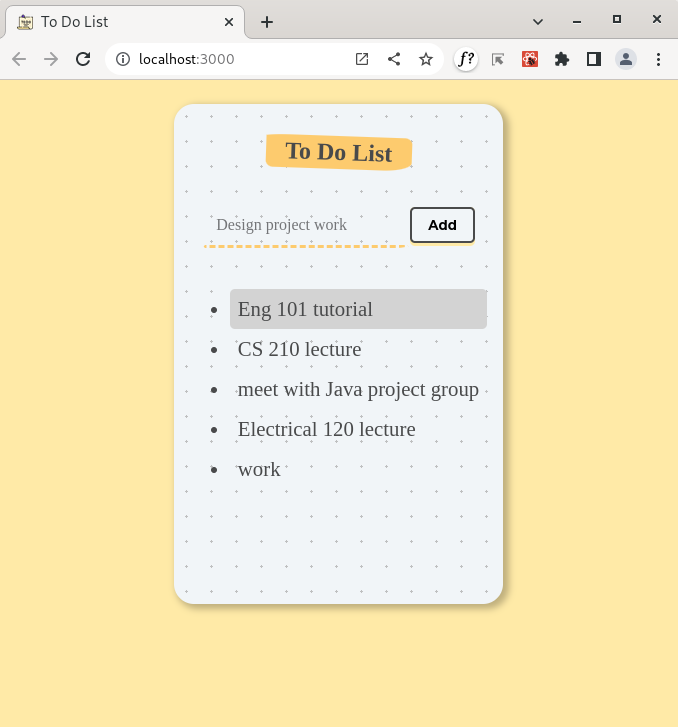 To Do List
localhost:3000
f?
To Do List
Design project work
Add
Eng 101 tutorial
CS 210 lecture
meet with Java project group
Electrical 120 lecture
work